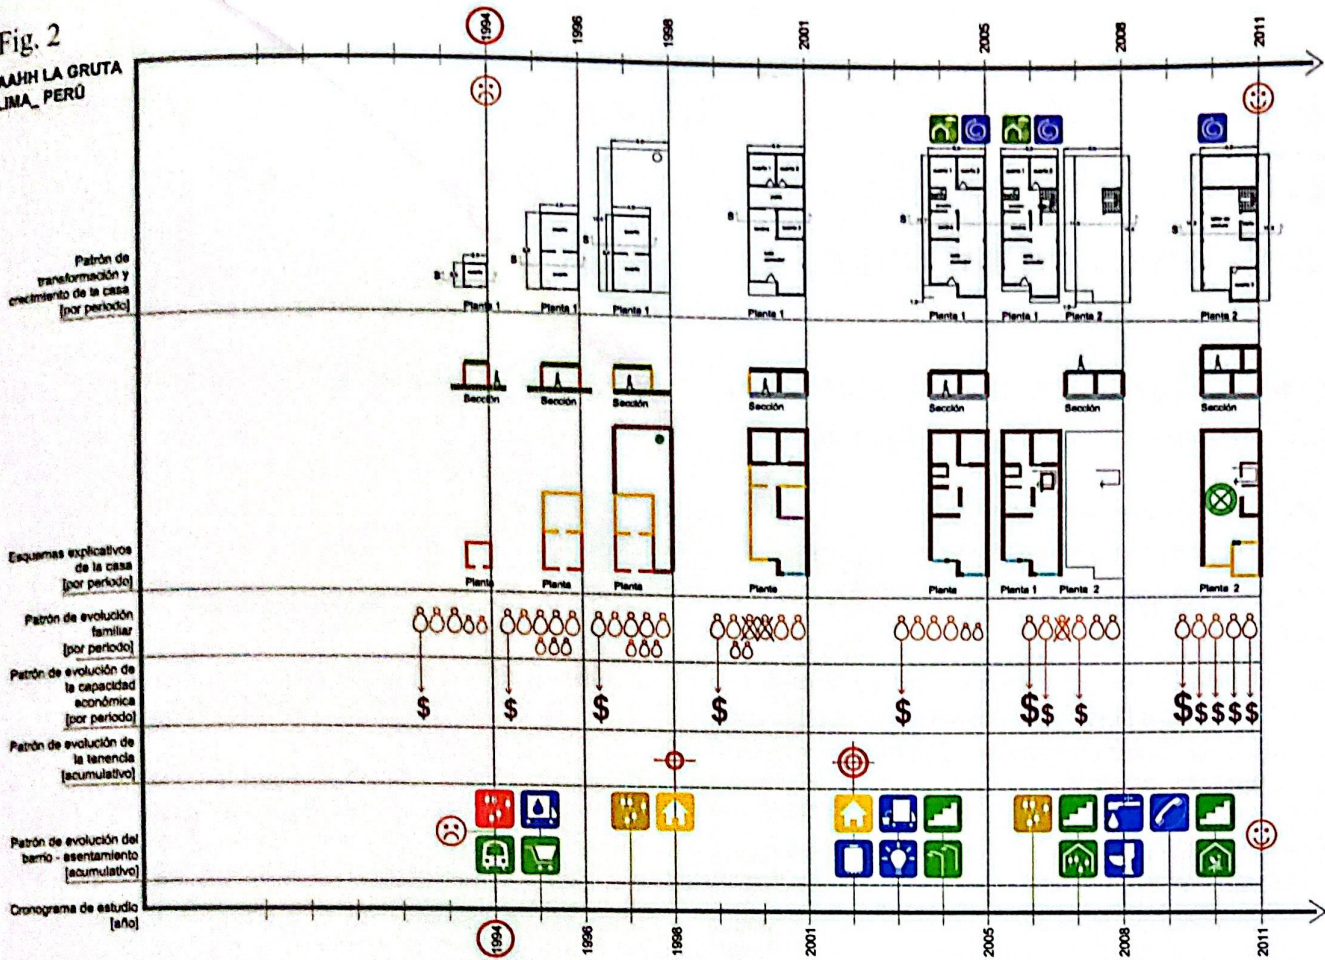 Fig. 2
AAHH LA GRUTA
LIMA_ PERÚ
1994
1996
1998
2001
2005
2008
2011
Patrón de
transformación y
crecimiento de la casa
[por periodo]
Planta 1
Planta 1
Planta 1
Planta 1
Planta 1
Planta 1
Planta 2
Planta 2
Sección
Sección
Sección
Sección
Sección
Sección
Sección
Esquemas explicativos
de la casa
[por periodo]
Planta
Planta
Planta
Planta
Planta
Planta 1
Planta 2
Planta 2
Patrón de evolución
familiar
[por periodo]
Patrón de evolución de
la capacidad
económica
[por periodo]
$ $ $ $ $ $ $ $ $ $ $ $ $
Patrón de evolución de
la tenencia
[acumulativo]
Patrón de evolución del
barrio - asentamiento
[acumulativo]
Cronograma de estudio
[año]
1994
1996
1998
2001
2005
2008
2011